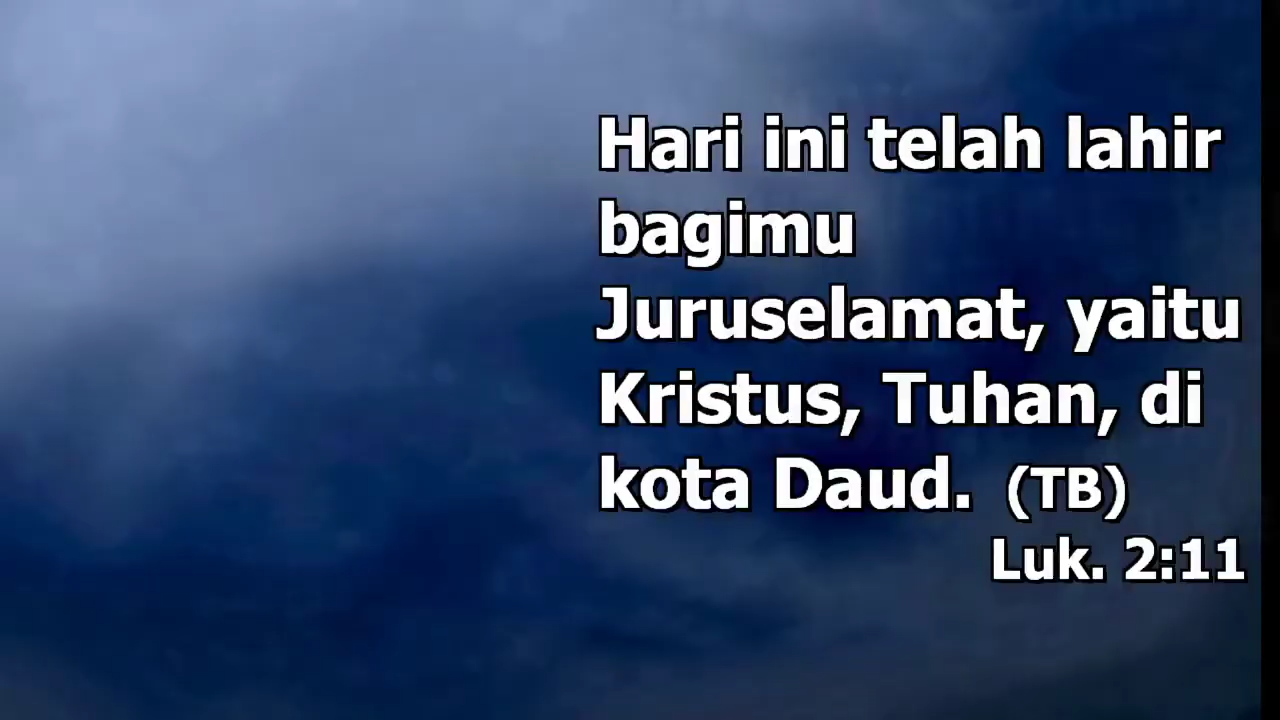 Hari ini telah lahir
bagimu
Juruselamat, yaitu
Kristus, Tuhan, di
kota Daud. (TB)
Luk. 2:11